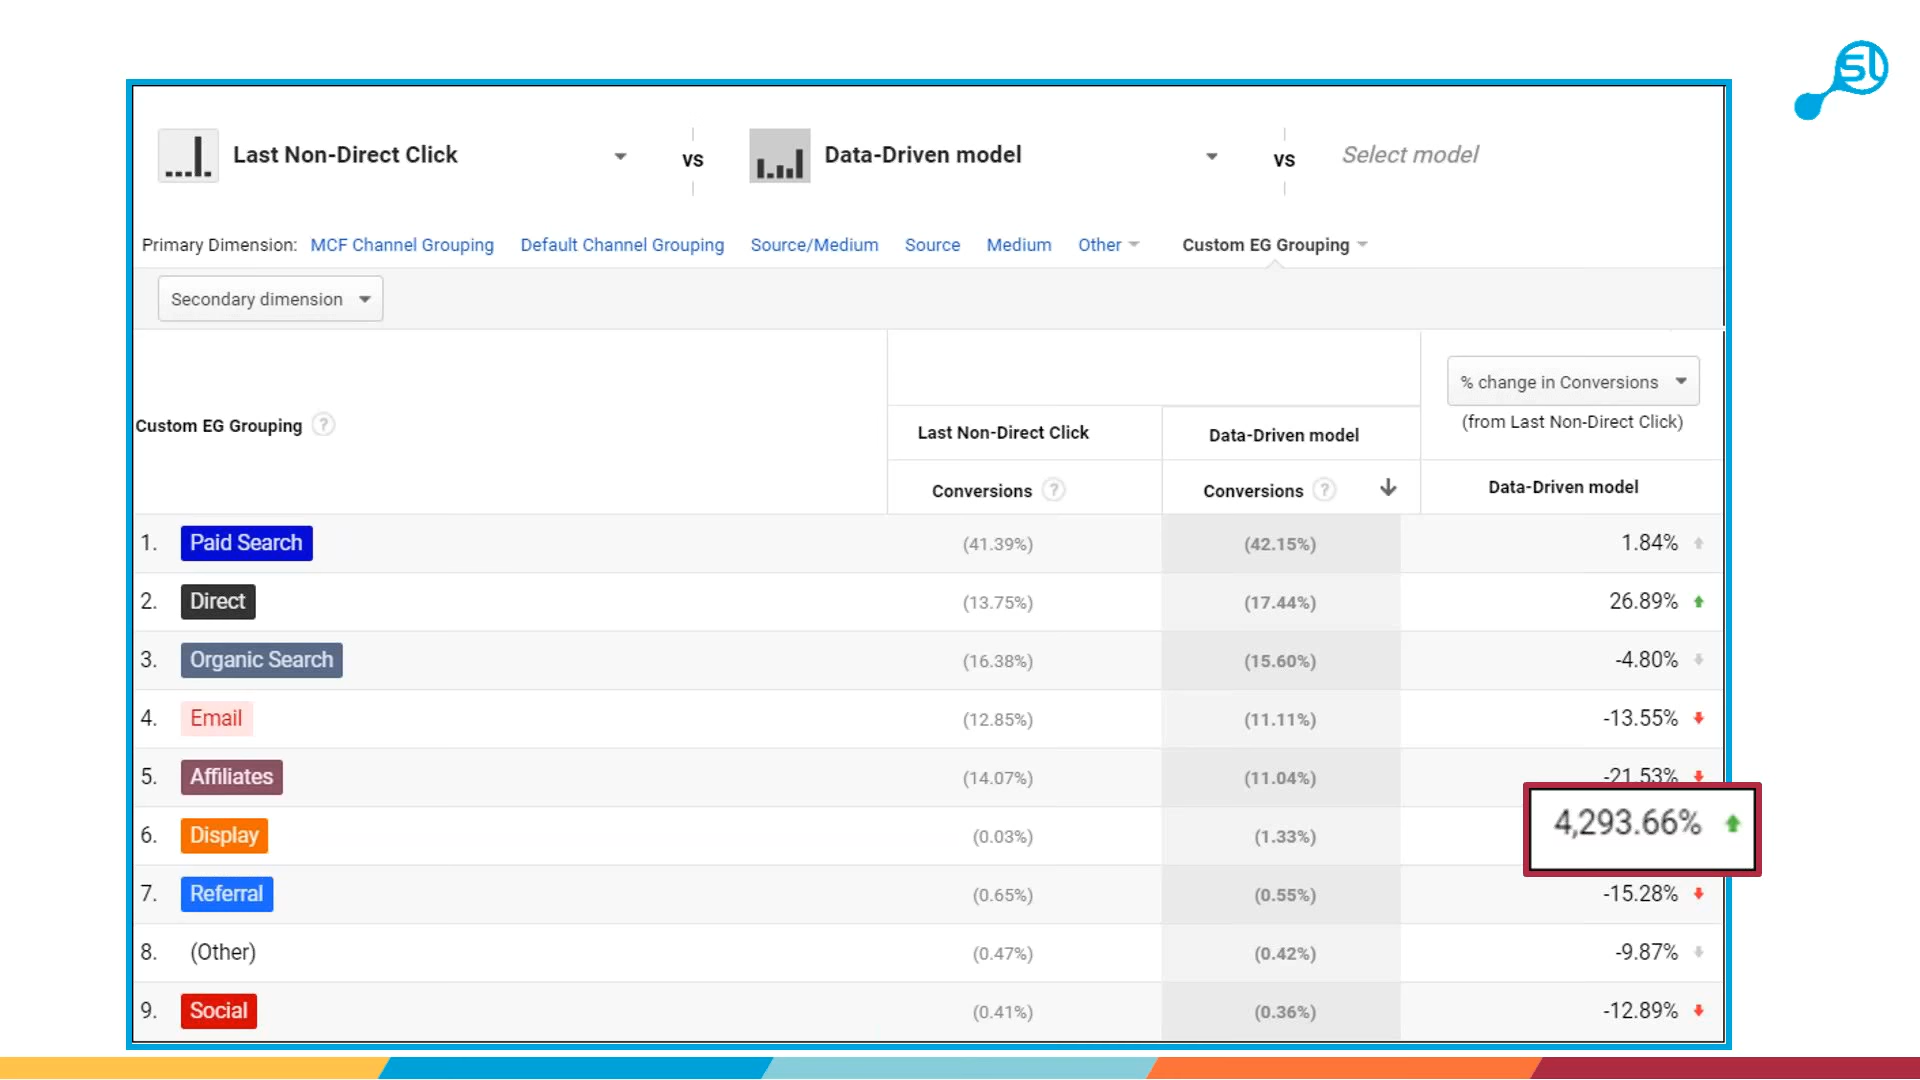 SL
Last Non-Direct Click vs Data-Driven model vs Select model
Primary Dimension: MCF Channel Grouping Default Channel Grouping Source/Medium Source Medium Other Custom EG Grouping
Secondary dimension
% change in Conversions
(from Last Non-Direct Click)
Custom EG Grouping ?
Last Non-Direct Click Data-Driven model
Conversions ? Conversions ? Data-Driven model
1. Paid Search (41.39%) (42.15%) 1.84%
2. Direct (13.75%) (17.44%) 26.89%
3. Organic Search (16.38%) (15.60%) -4.80%
4. Email (12.85%) (11.11%) -13.55%
5. Affiliates (14.07%) (11.04%) -21.53%
6. Display (0.03%) (1.33%) 4,293.66%
7. Referral (0.65%) (0.55%) -15.28%
8. (Other) (0.47%) (0.42%) -9.87%
9. Social (0.41%) (0.36%) -12.89%